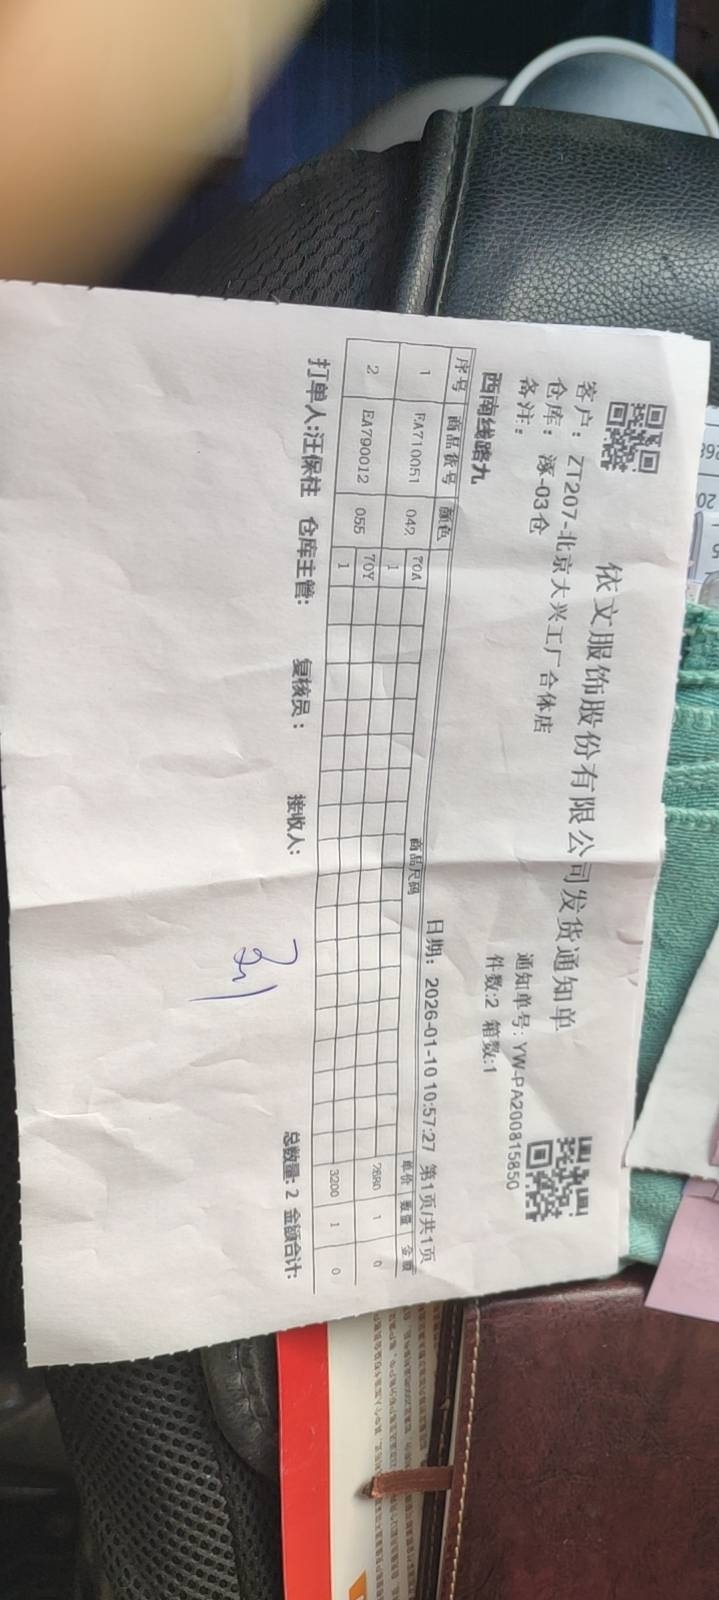 依文服饰股份有限公司发货通知单
客户：ZT207-北京大兴工厂合体店
通知单号: YW-PA200815850
仓库：涿-03仓
件数:2 箱数:1
备注：
西南线路九
日期：2026-01-10 10:57:27 第1页/共1页
序号 商品货号 颜色 商品尺码 单价 数量 金额
70A
1 EA710051 042 1 2680 1 0
70Y
2 EA790012 055 1 3200 1 0
打单人:汪保柱 仓库主管: 复核员: 接收人: 总数量: 2 金额合计: